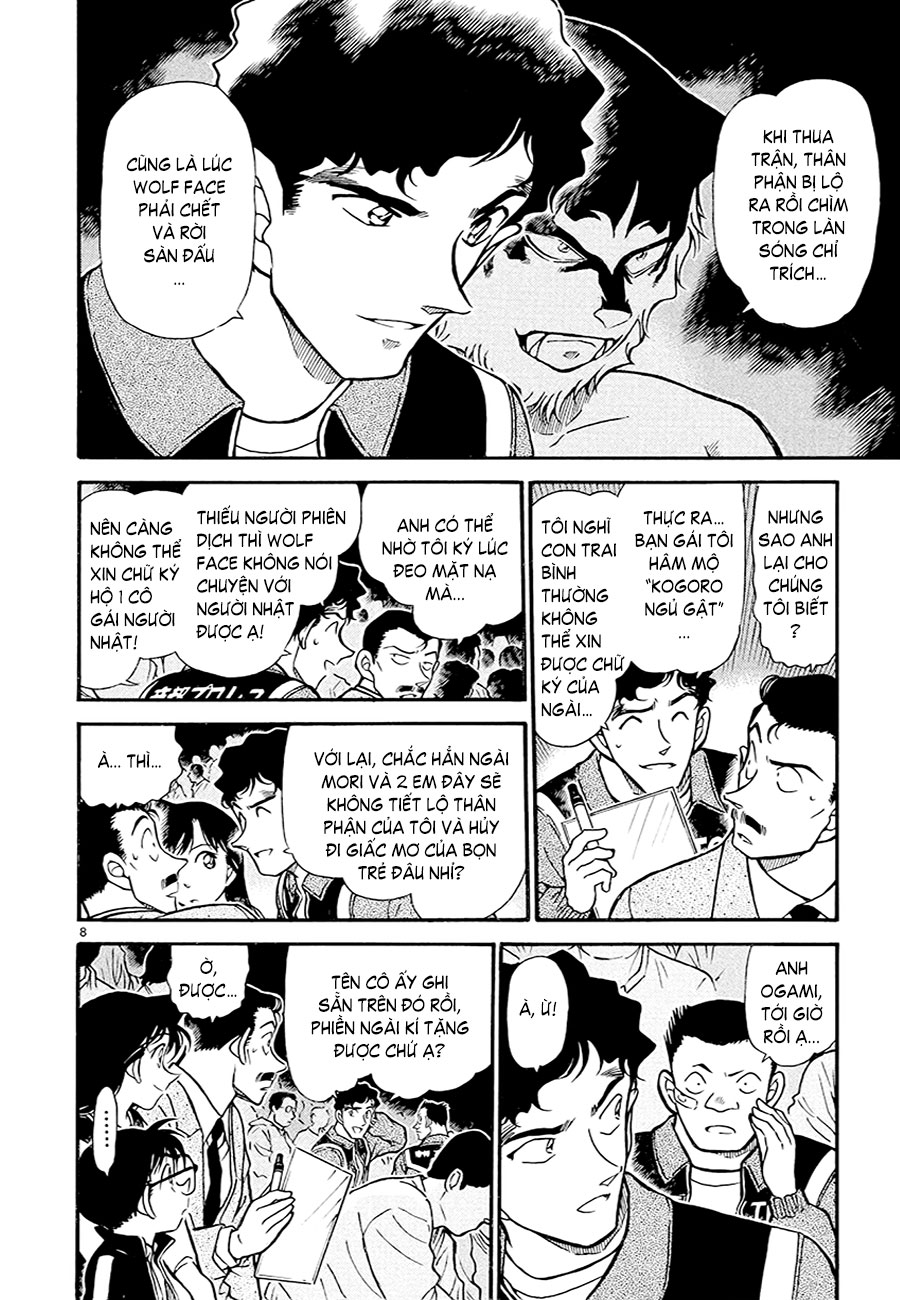 KHI THUA
TRẬN, THÂN
PHẬN BỊ LỘ
RA RỒI CHÌM
TRONG LÀN
SÓNG CHỈ
TRÍCH...
CŨNG LÀ LÚC
WOLF FACE
PHẢI CHẾT
VÀ RỜI
SÀN ĐẤU
...
NHƯNG
SAO ANH
LẠI CHO
CHÚNG
TÔI BIẾT
?
THỰC RA...
BẠN GÁI TÔI
HÂM MỘ
“KOGORO
NGỦ GẬT”
...
TÔI NGHĨ
CON TRAI
BÌNH
THƯỜNG
KHÔNG
THỂ XIN
ĐƯỢC CHỮ
KÝ CỦA
NGÀI...
ANH CÓ THỂ
NHỜ TÔI KÝ LÚC
ĐEO MẶT NẠ
MÀ...
THIẾU NGƯỜI PHIÊN
DỊCH THÌ WOLF
FACE KHÔNG NÓI
CHUYỆN VỚI
NGƯỜI NHẬT
ĐƯỢC Ạ!
NÊN CÀNG
KHÔNG THỂ
XIN CHỮ KÝ
HỘ 1 CÔ
GÁI NGƯỜI
NHẬT!
プロレス
VỚI LẠI, CHẮC HẲN NGÀI
MORI VÀ 2 EM ĐÂY SẼ
KHÔNG TIẾT LỘ THÂN
PHẬN CỦA TÔI VÀ HỦY
ĐI GIẤC MƠ CỦA BỌN
TRẺ ĐÂU NHỈ?
À... THÌ...
8
ANH
OGAMI,
TỚI GIỜ
RỒI Ạ...
À, Ừ!
TÊN CÔ ẤY GHI
SẴN TRÊN ĐÓ RỒI,
PHIỀN NGÀI KÍ TẶNG
ĐƯỢC CHỨ Ạ?
Ờ,
ĐƯỢC...
......